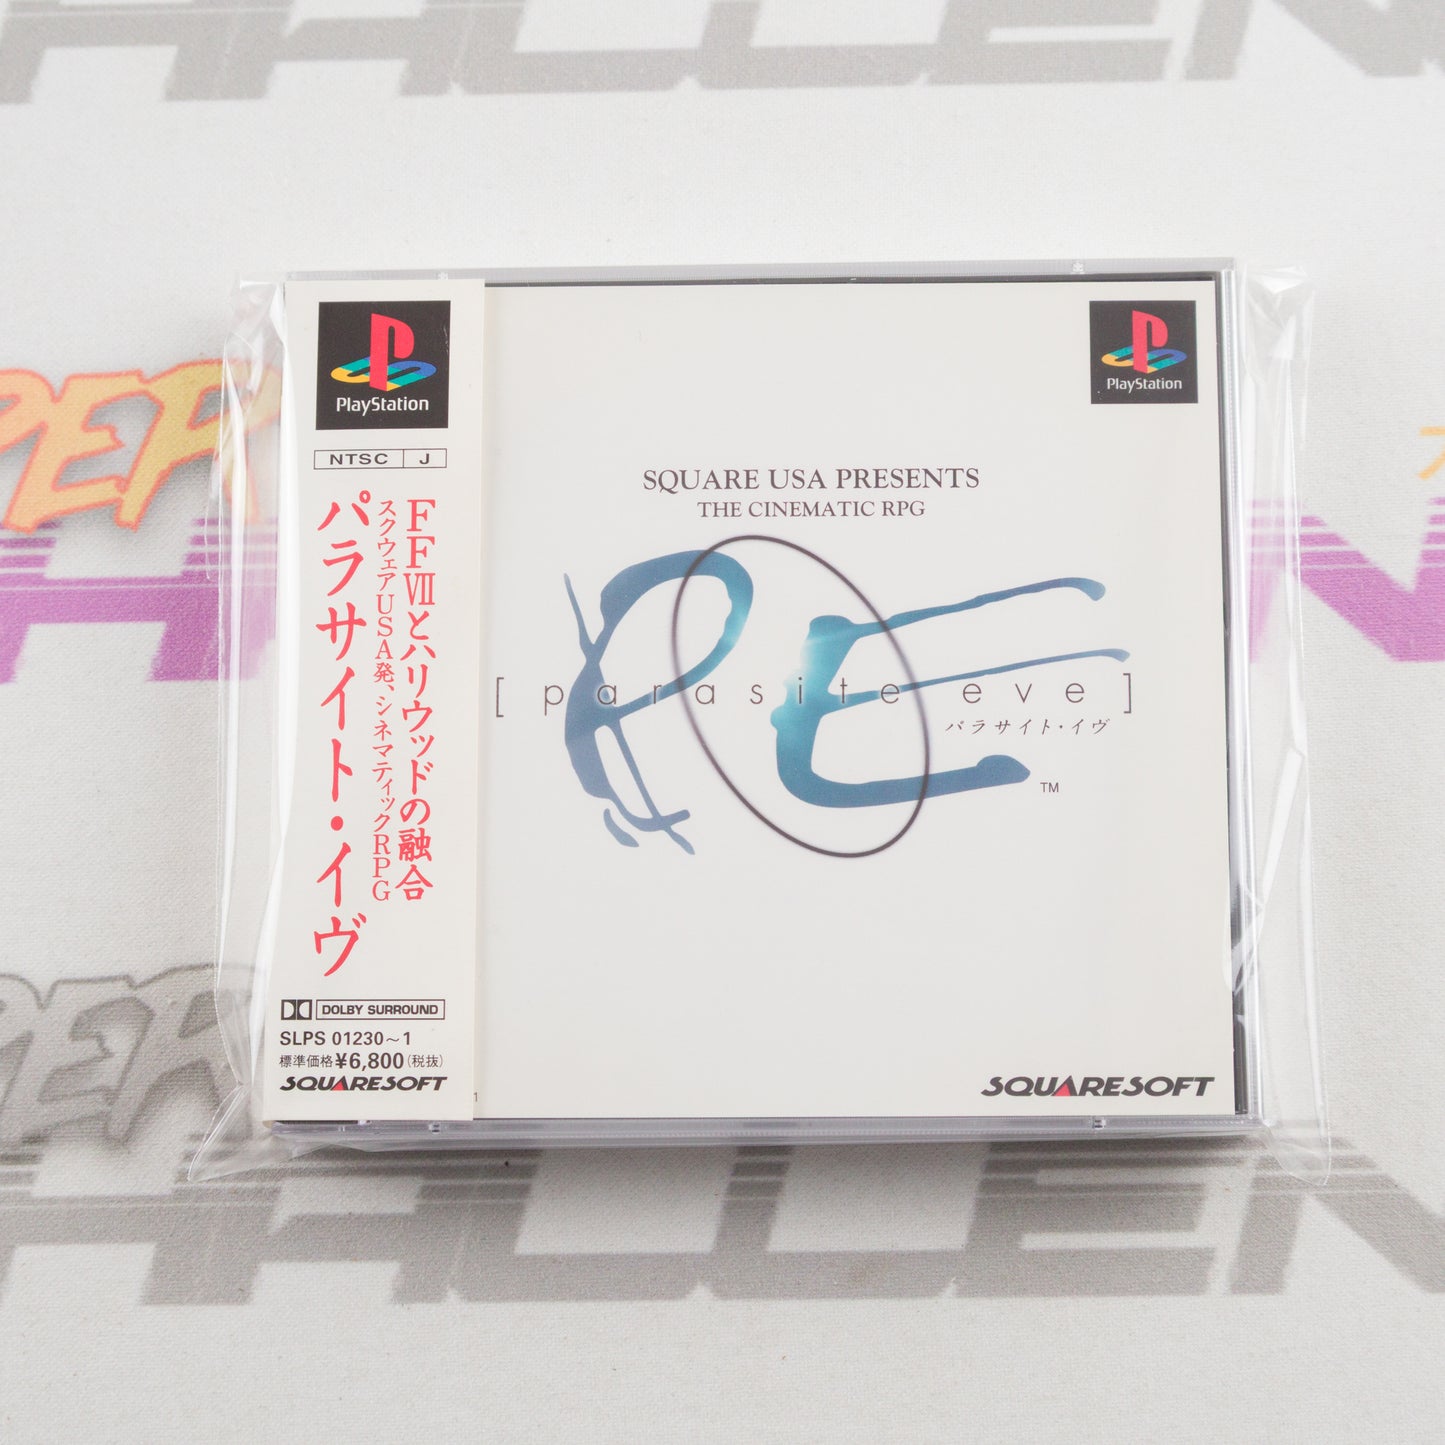 PlayStation
NTSC J
FFⅦとハリウッドの融合
スクウェアUSA発、シネマティックRPG
パラサイト・イヴ
DOLBY SURROUND
SLPS 01230~1
標準価格¥6,800(税抜)
SQUARESOFT
PlayStation
SQUARE USA PRESENTS
THE CINEMATIC RPG
PE
[ parasite eve ]
パラサイト・イヴ
TM
1
SQUARESOFT